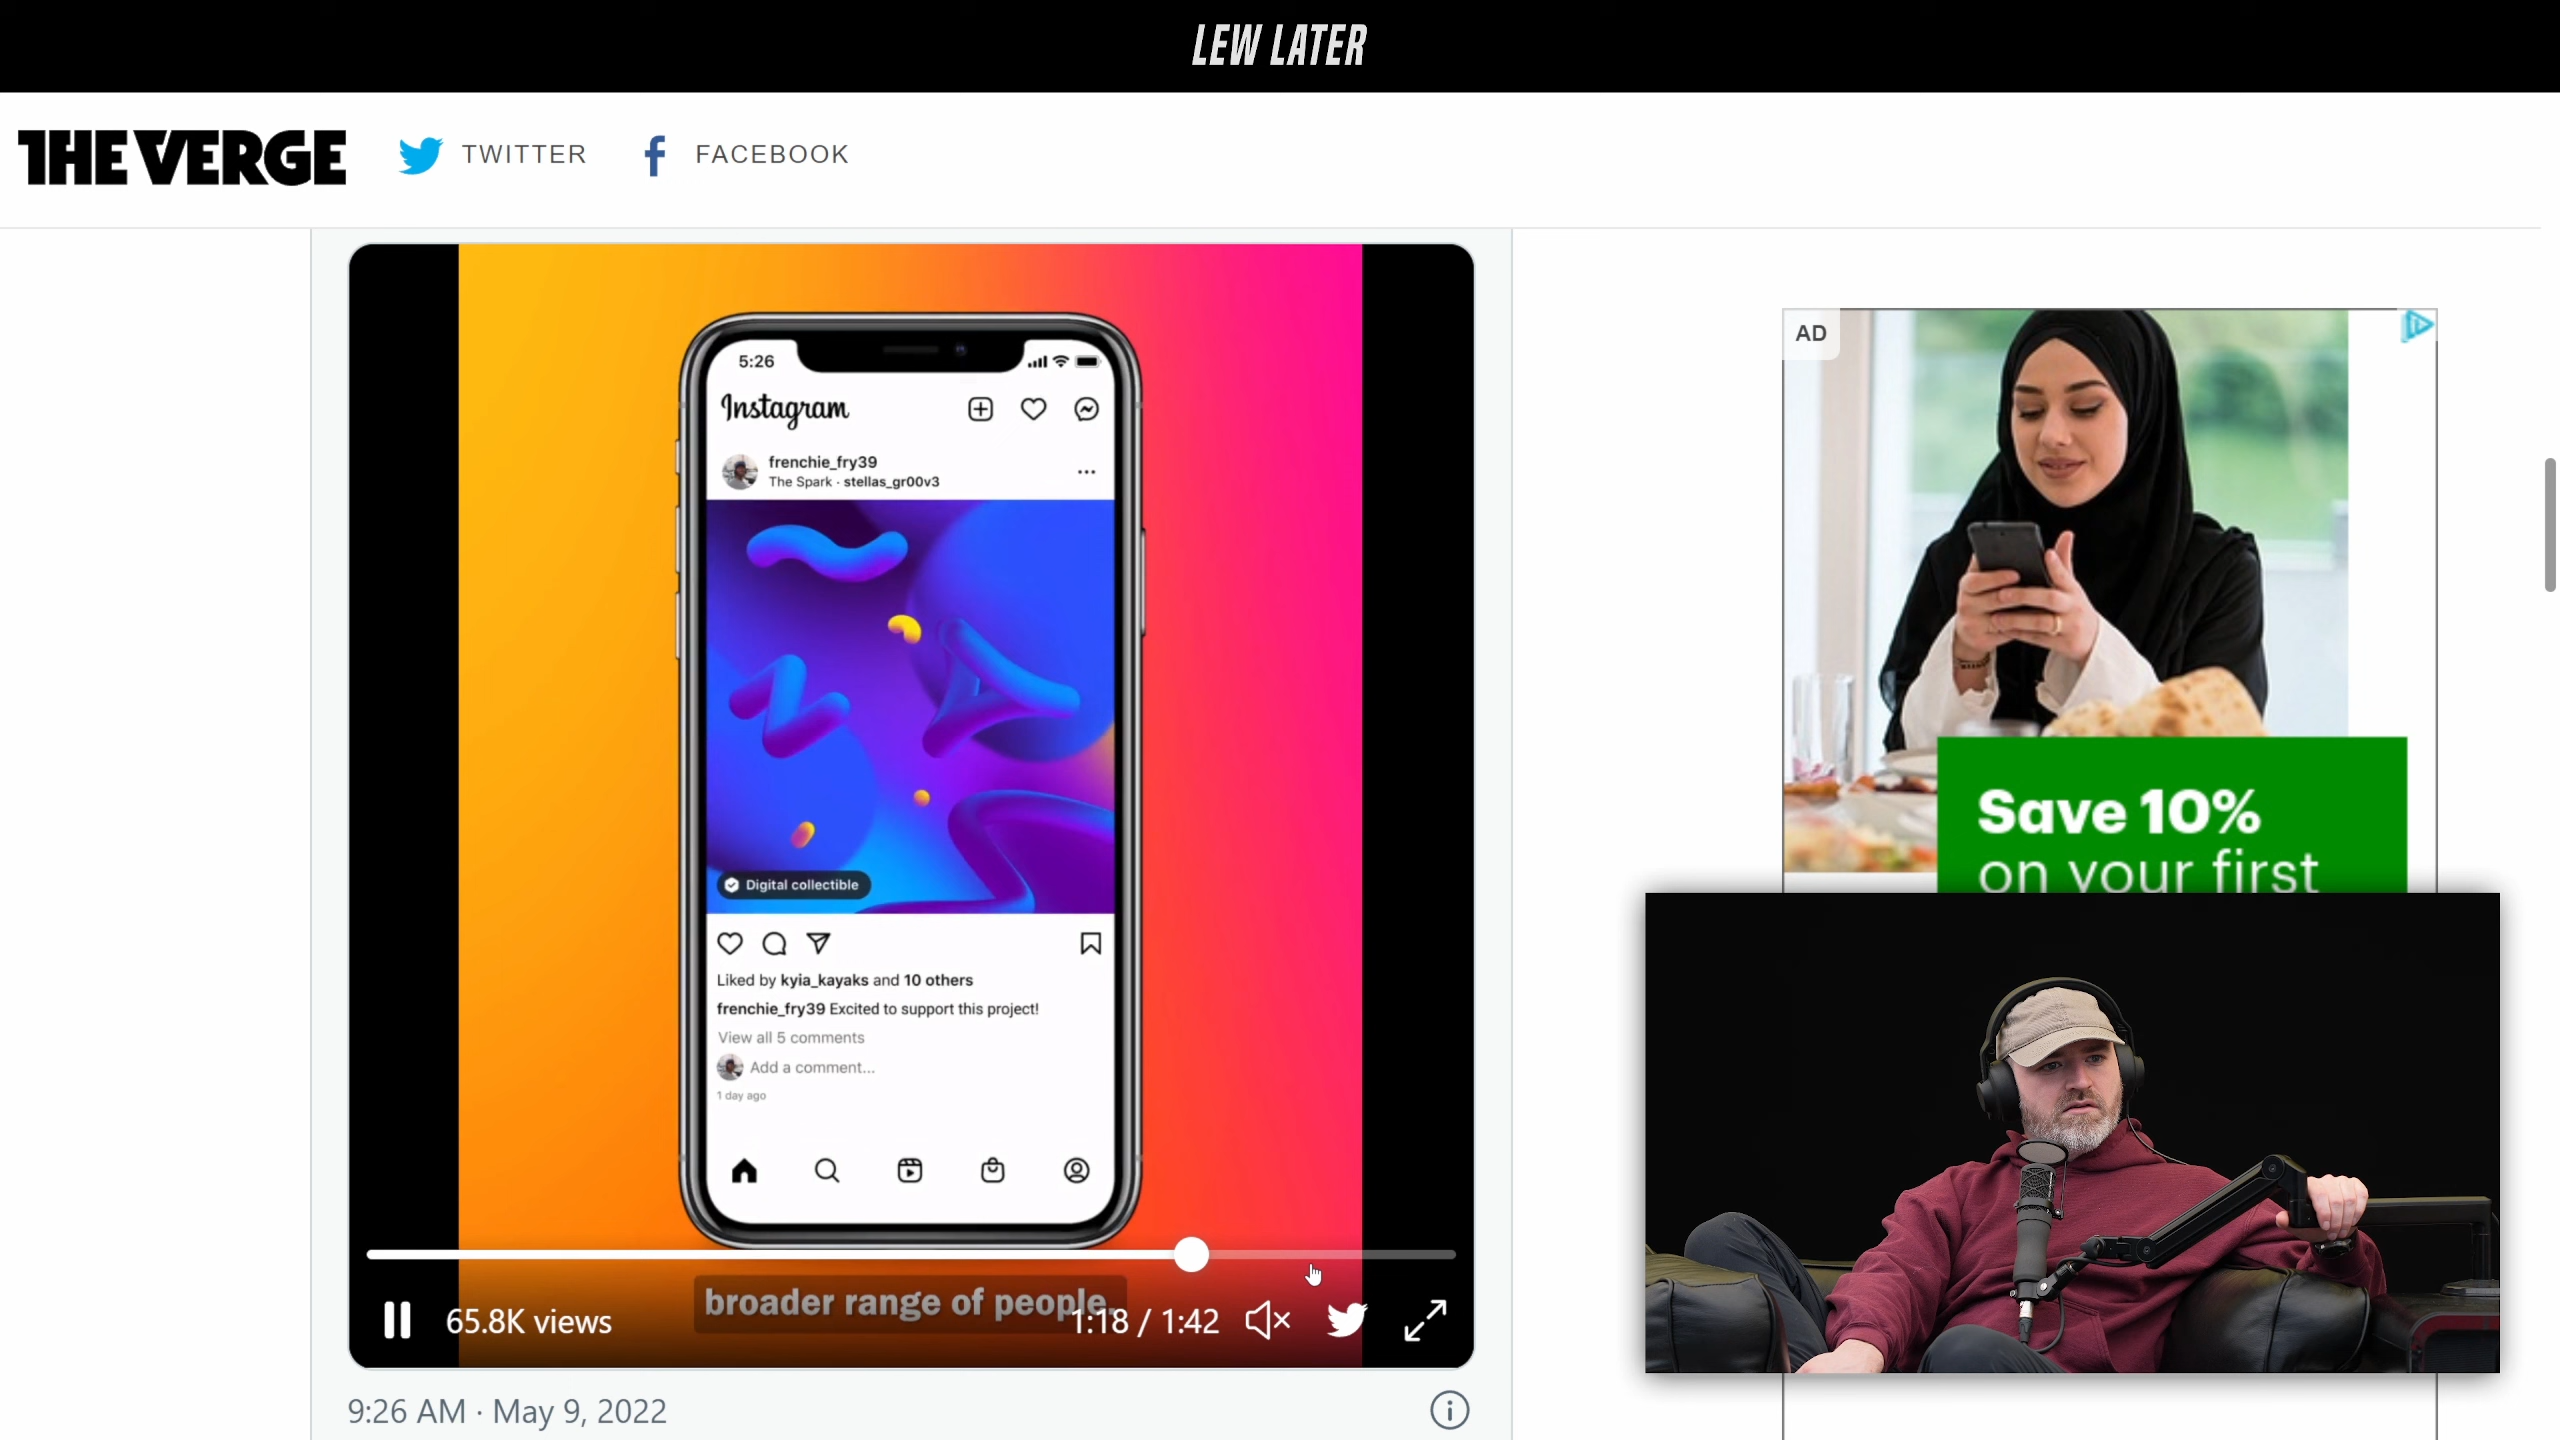 LEW LATER
THE VERGE
TWITTER
FACEBOOK
5:26
Instagram
frenchie_fry39
The Spark · stellas_gr00v3
Digital collectible
Liked by kyia_kayaks and 10 others
frenchie_fry39 Excited to support this project!
View all 5 comments
Add a comment...
1 day ago
broader range of people
65.8K views
1:18 / 1:42
9:26 AM · May 9, 2022
AD
Save 10%
on your first